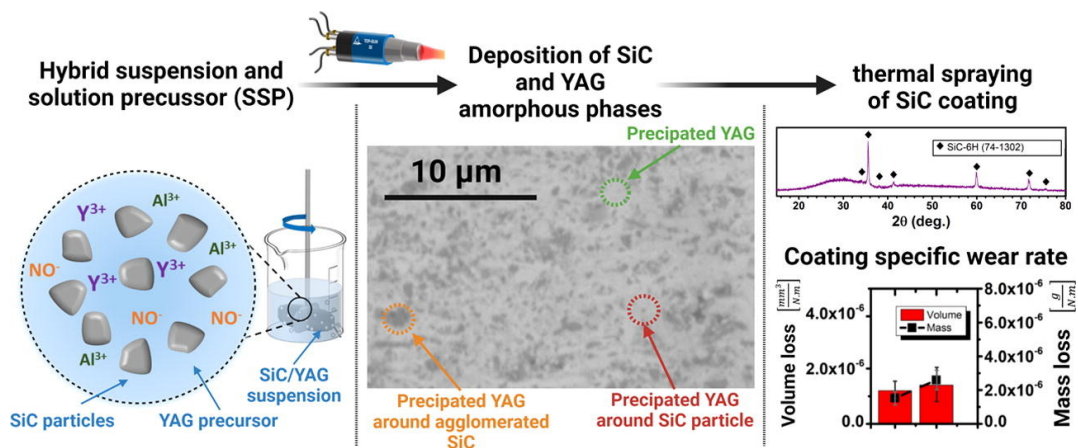 Hybrid suspension and
solution precussor (SSP)
Deposition of SiC
and YAG
amorphous phases
thermal spraying
of SiC coating
Y³⁺
Al³⁺
Al³⁺
NO⁻
Y³⁺
Y³⁺
NO⁻
NO⁻
Al³⁺
SiC particles
YAG precursor
SiC/YAG
suspension
Precipated YAG
10 µm
Precipated YAG
around agglomerated
SiC
Precipated YAG
around SiC particle
SiC-6H (74-1302)
20 30 40 50 60 70 80
2θ (deg.)
Coating specific wear rate
Volume loss [mm³/N.m]
4.0x10⁻⁶
2.0x10⁻⁶
0.0
Volume
Mass
8.0x10⁻⁶
6.0x10⁻⁶
4.0x10⁻⁶
2.0x10⁻⁶
0.0
Mass loss [g/N.m]